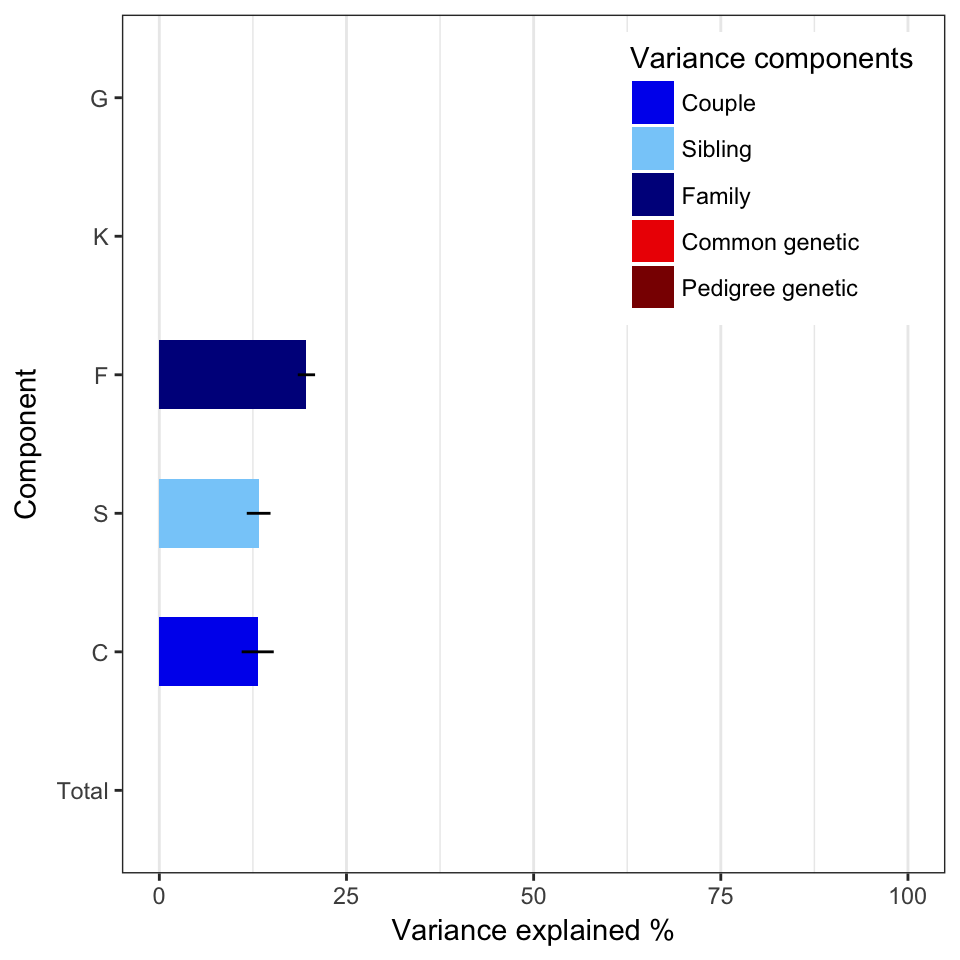 Variance components
Couple
Sibling
Family
Common genetic
Pedigree genetic
G
K
F
S
C
Total
Component
0 25 50 75 100
Variance explained %